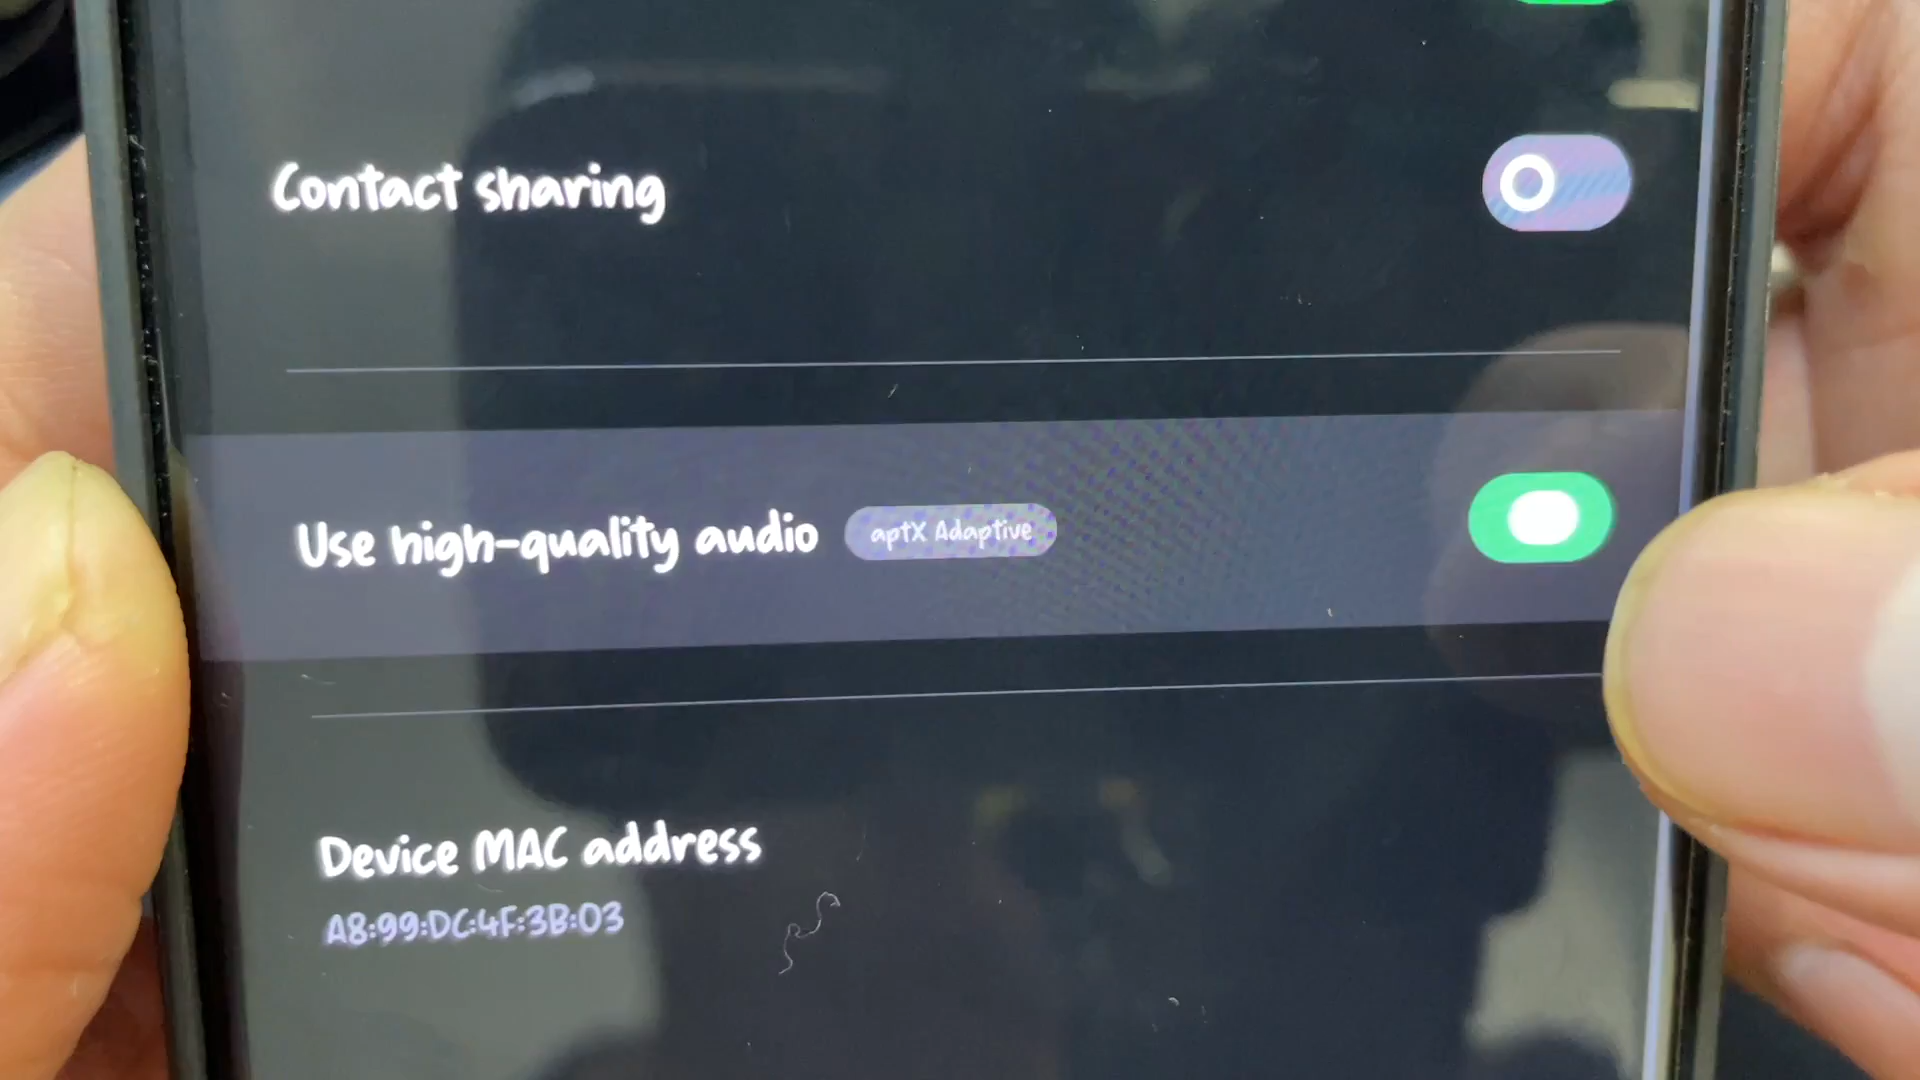 Contact sharing
Use high-quality audio aptX Adaptive
Device MAC address
A8:99:DC:4F:3B:03